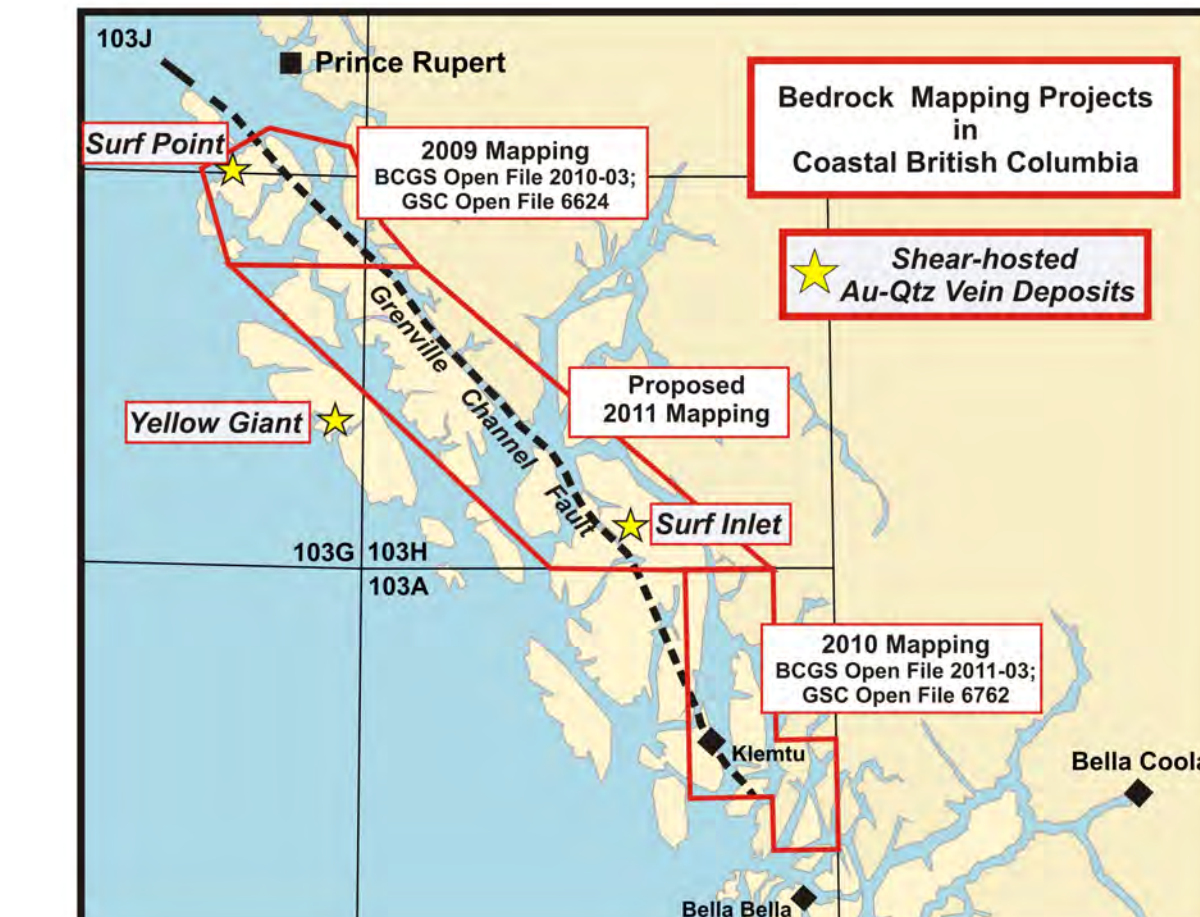 103J
Prince Rupert
Bedrock Mapping Projects
in
Coastal British Columbia
Surf Point
2009 Mapping
BCGS Open File 2010-03;
GSC Open File 6624
Shear-hosted
Au-Qtz Vein Deposits
Grenville
Channel
Fault
Proposed
2011 Mapping
Yellow Giant
Surf Inlet
103G
103H
103A
2010 Mapping
BCGS Open File 2011-03;
GSC Open File 6762
Klemtu
Bella Coola
Bella Bella